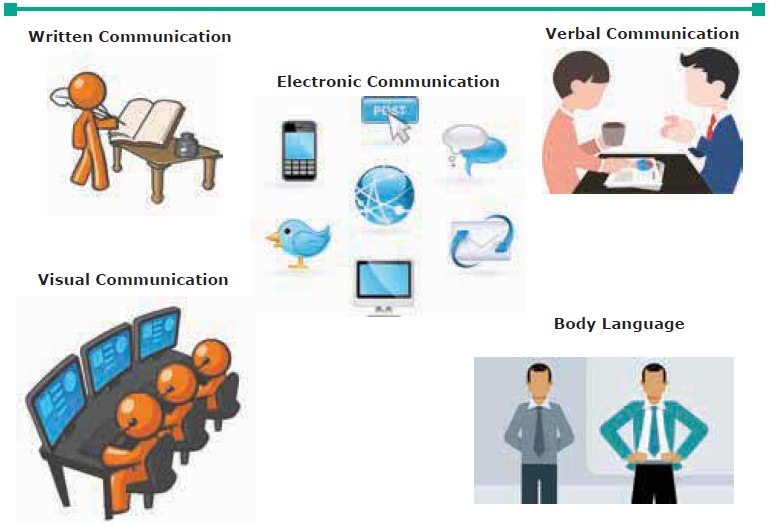 Written Communication
Verbal Communication
Electronic Communication
POST
Visual Communication
Body Language